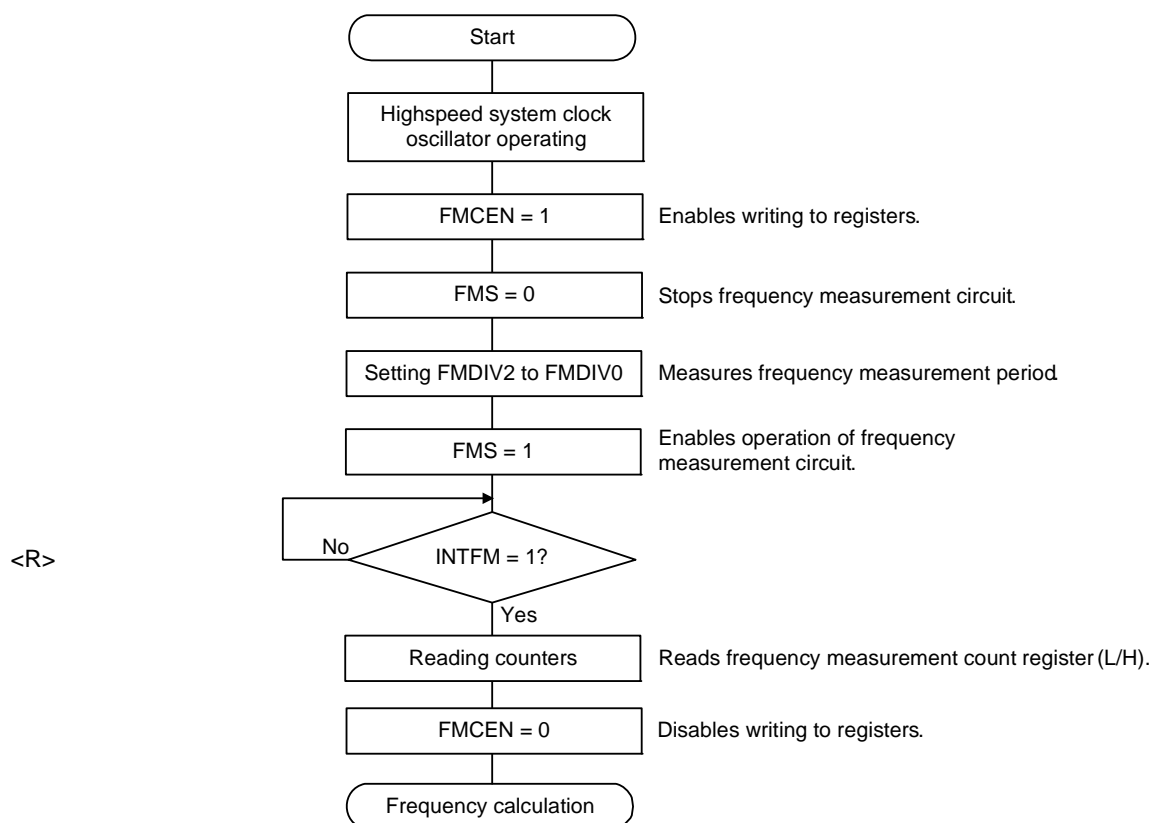 Start
Highspeed system clock
oscillator operating
FMCEN = 1
Enables writing to registers.
FMS = 0
Stops frequency measurement circuit.
Setting FMDIV2 to FMDIV0
Measures frequency measurement period.
FMS = 1
Enables operation of frequency
measurement circuit.
<R>
No
INTFM = 1?
Yes
Reading counters
Reads frequency measurement count register (L/H).
FMCEN = 0
Disables writing to registers.
Frequency calculation